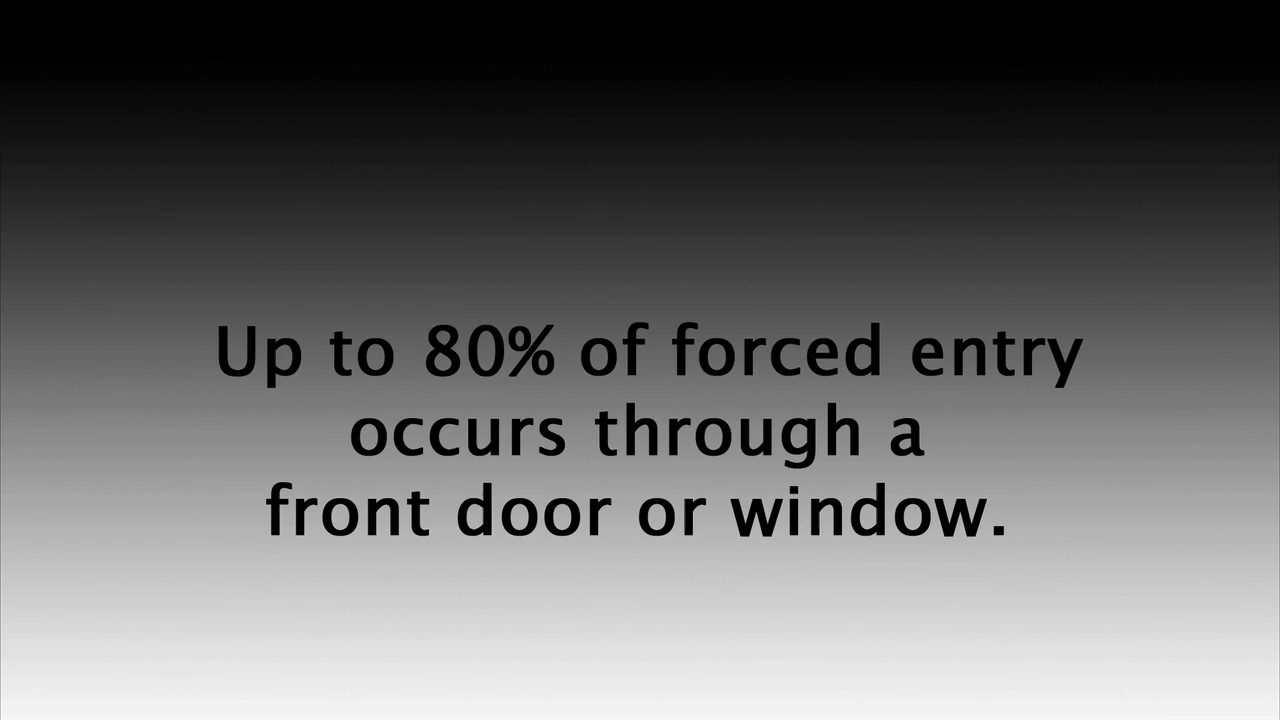 Up to 80% of forced entry
occurs through a
front door or window.